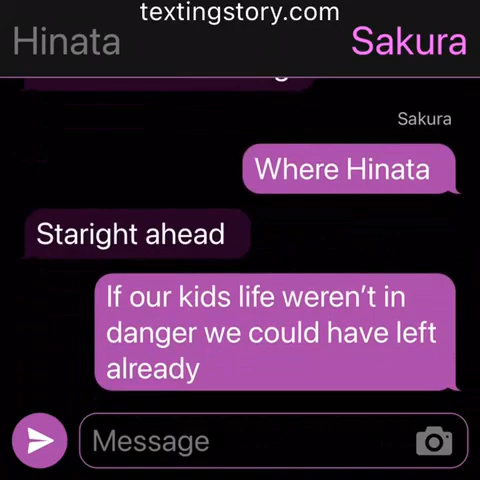 textingstory.com
Hinata
Sakura
Sakura
Where Hinata
Staright ahead
If our kids life weren’t in
danger we could have left
already
Message